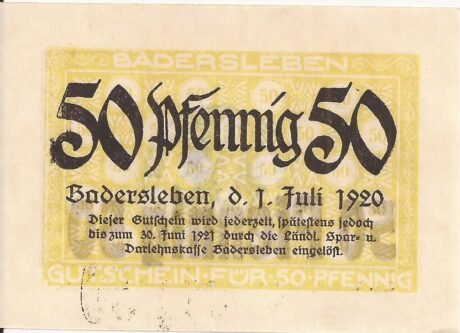 BADERSLEBEN
50 Pfennig 50
Badersleben, d. 1. Juli 1920
Dieser Gutschein wird jederzeit, spätestens jedoch
bis zum 30. Juni 1921 durch die Ländl. Spar- u.
Darlehnskasse Badersleben eingelöst.
GUTSCHEIN·FÜR·50·PFENNIG